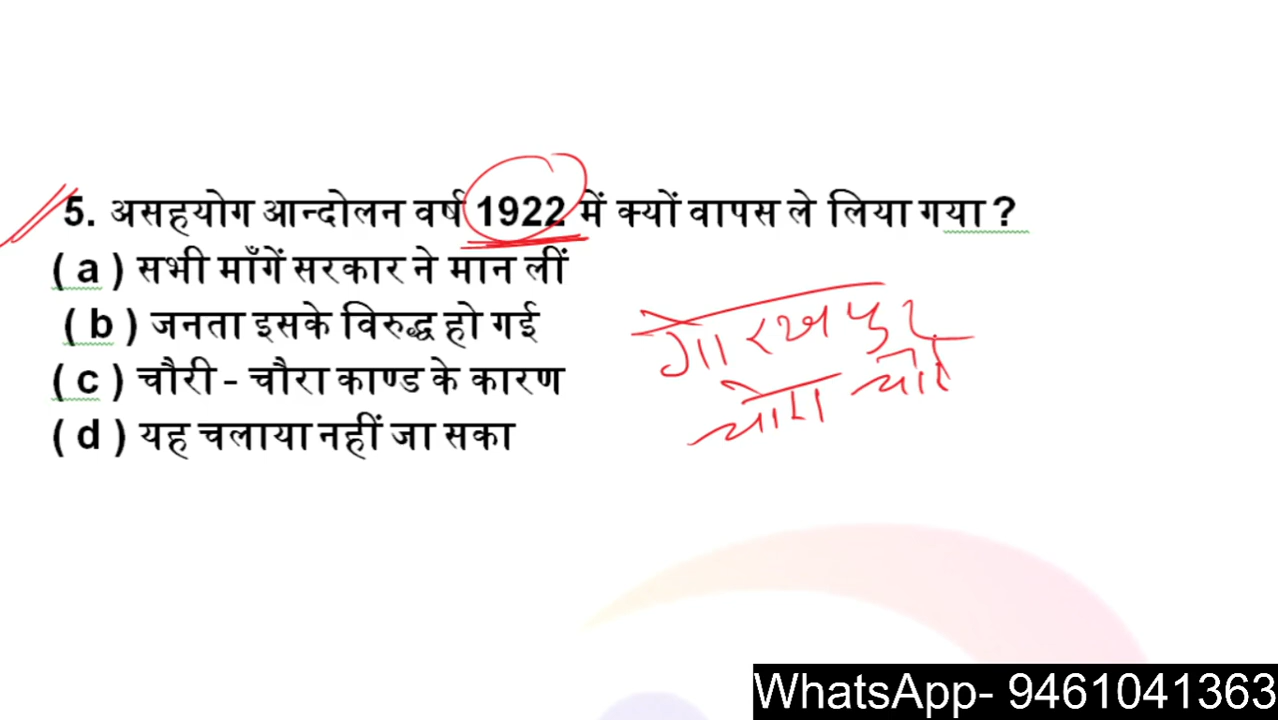 5. असहयोग आन्दोलन वर्ष 1922 में क्यों वापस ले लिया गया ?
( a ) सभी माँगें सरकार ने मान लीं
( b ) जनता इसके विरुद्ध हो गई
( c ) चौरी - चौरा काण्ड के कारण
( d ) यह चलाया नहीं जा सका
गोरखपुर
WhatsApp- 9461041363